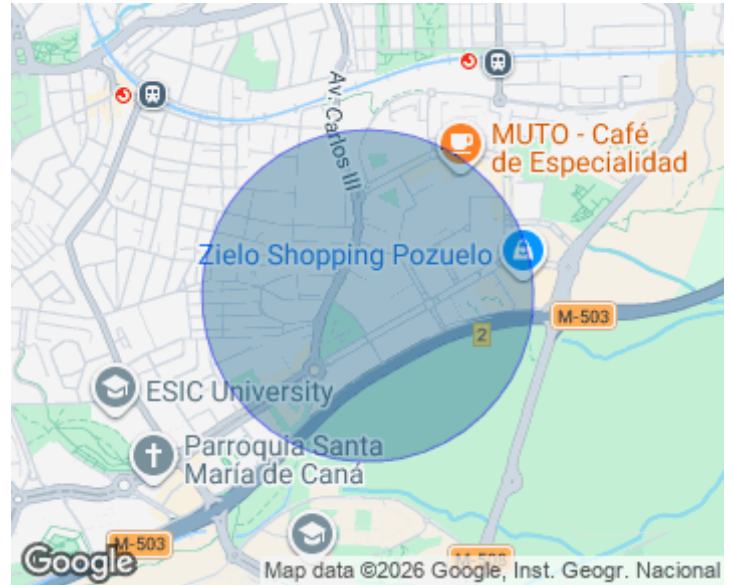 Av. Carlos III
MUTO - Café
de Especialidad
Zielo Shopping Pozuelo
M-503
2
ESIC University
Parroquia Santa
María de Caná
M-503
Google
Map data ©2026 Google, Inst. Geogr. Nacional